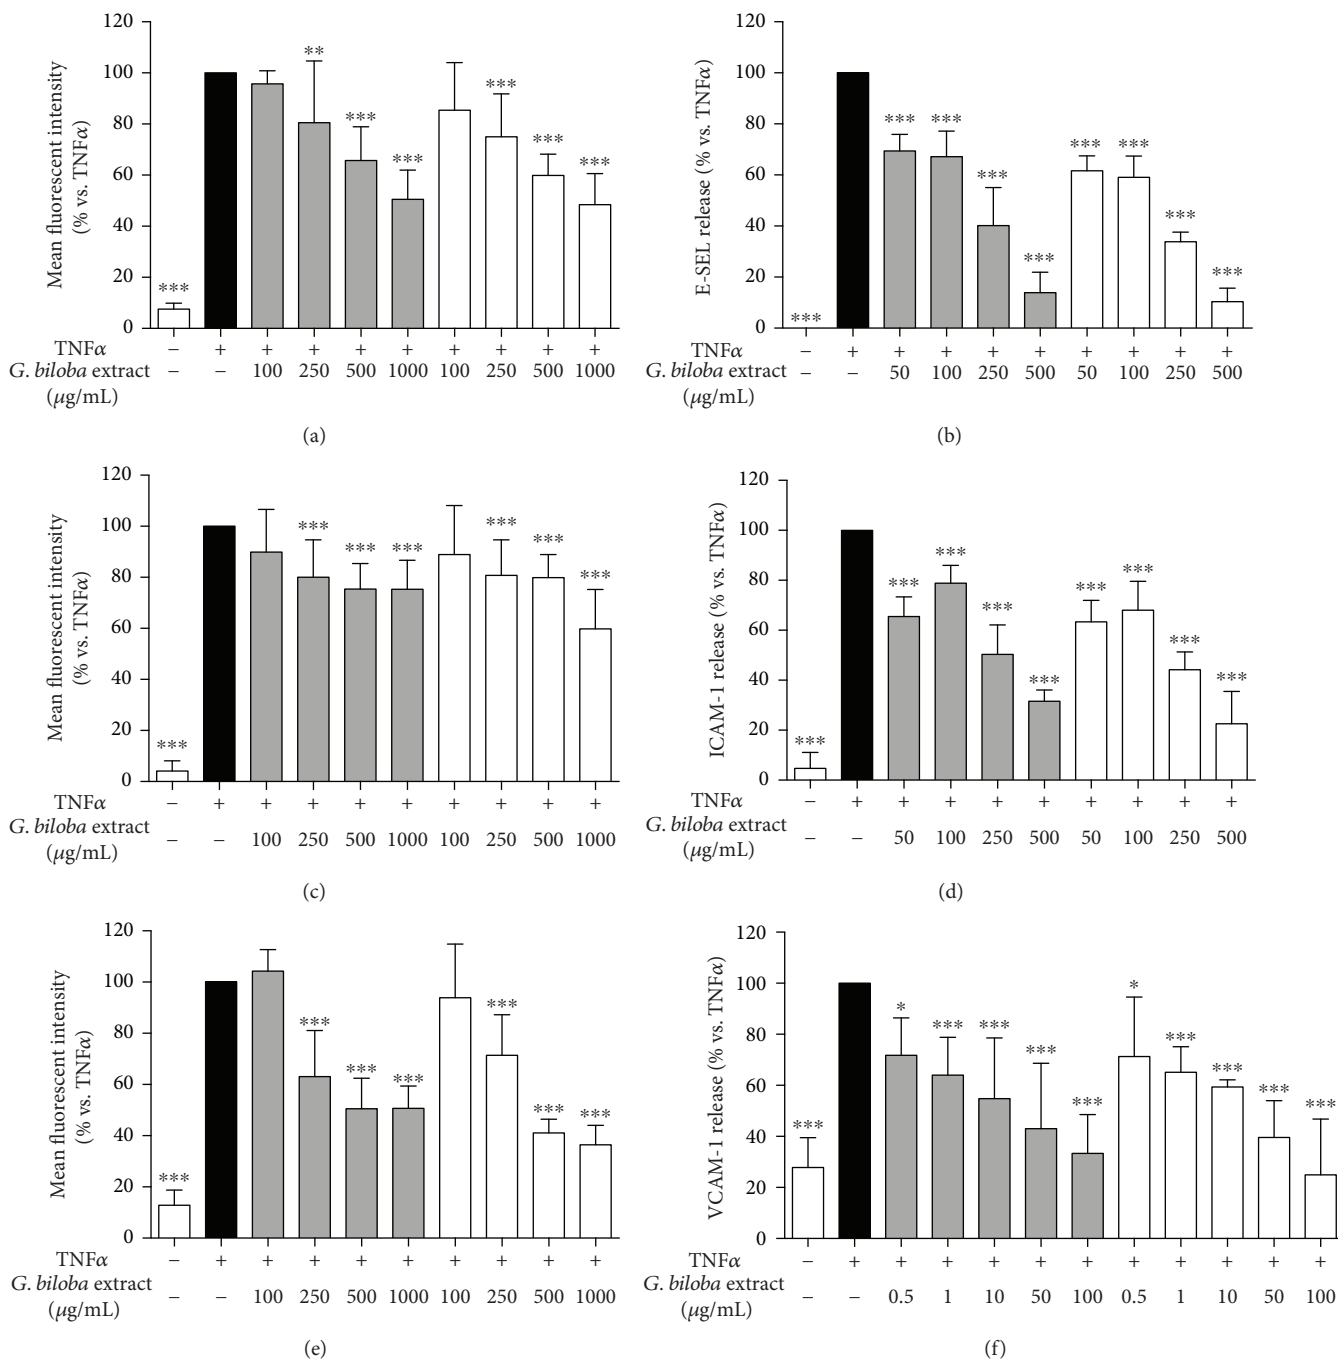 120
100
80
60
40
20
0
Mean fluorescent intensity
(% vs. TNFα)
*** ** *** *** *** *** ***
TNFα – + + + + + + + + +
G. biloba extract – – 100 250 500 1000 100 250 500 1000
(μg/mL)
(a)
120
100
80
60
40
20
0
E-SEL release (% vs. TNFα)
*** *** *** *** *** *** *** *** ***
TNFα – + + + + + + + + +
G. biloba extract – – 50 100 250 500 50 100 250 500
(μg/mL)
(b)
120
100
80
60
40
20
0
Mean fluorescent intensity
(% vs. TNFα)
*** *** *** *** *** *** ***
TNFα – + + + + + + + + +
G. biloba extract – – 100 250 500 1000 100 250 500 1000
(μg/mL)
(c)
120
100
80
60
40
20
0
ICAM-1 release (% vs. TNFα)
*** *** *** *** *** *** *** *** ***
TNFα – + + + + + + + + +
G. biloba extract – – 50 100 250 500 50 100 250 500
(μg/mL)
(d)
120
100
80
60
40
20
0
Mean fluorescent intensity
(% vs. TNFα)
*** *** *** *** *** *** ***
TNFα – + + + + + + + + +
G. biloba extract – – 100 250 500 1000 100 250 500 1000
(μg/mL)
(e)
120
100
80
60
40
20
0
VCAM-1 release (% vs. TNFα)
*** * *** *** *** *** * *** *** *** ***
TNFα – + + + + + + + + + + +
G. biloba extract – – 0.5 1 10 50 100 0.5 1 10 50 100
(μg/mL)
(f)